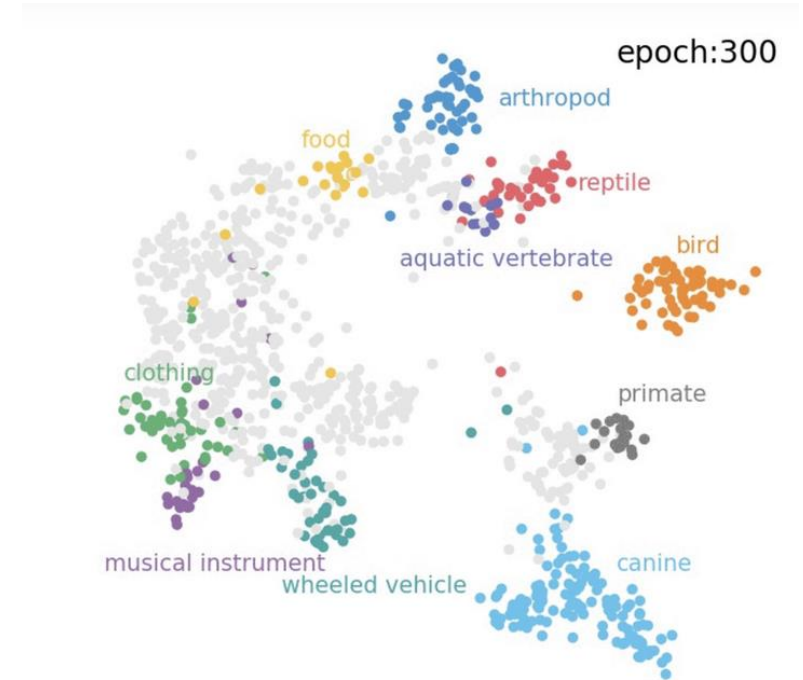 epoch:300
arthropod
food
reptile
bird
aquatic vertebrate
clothing
primate
musical instrument
canine
wheeled vehicle